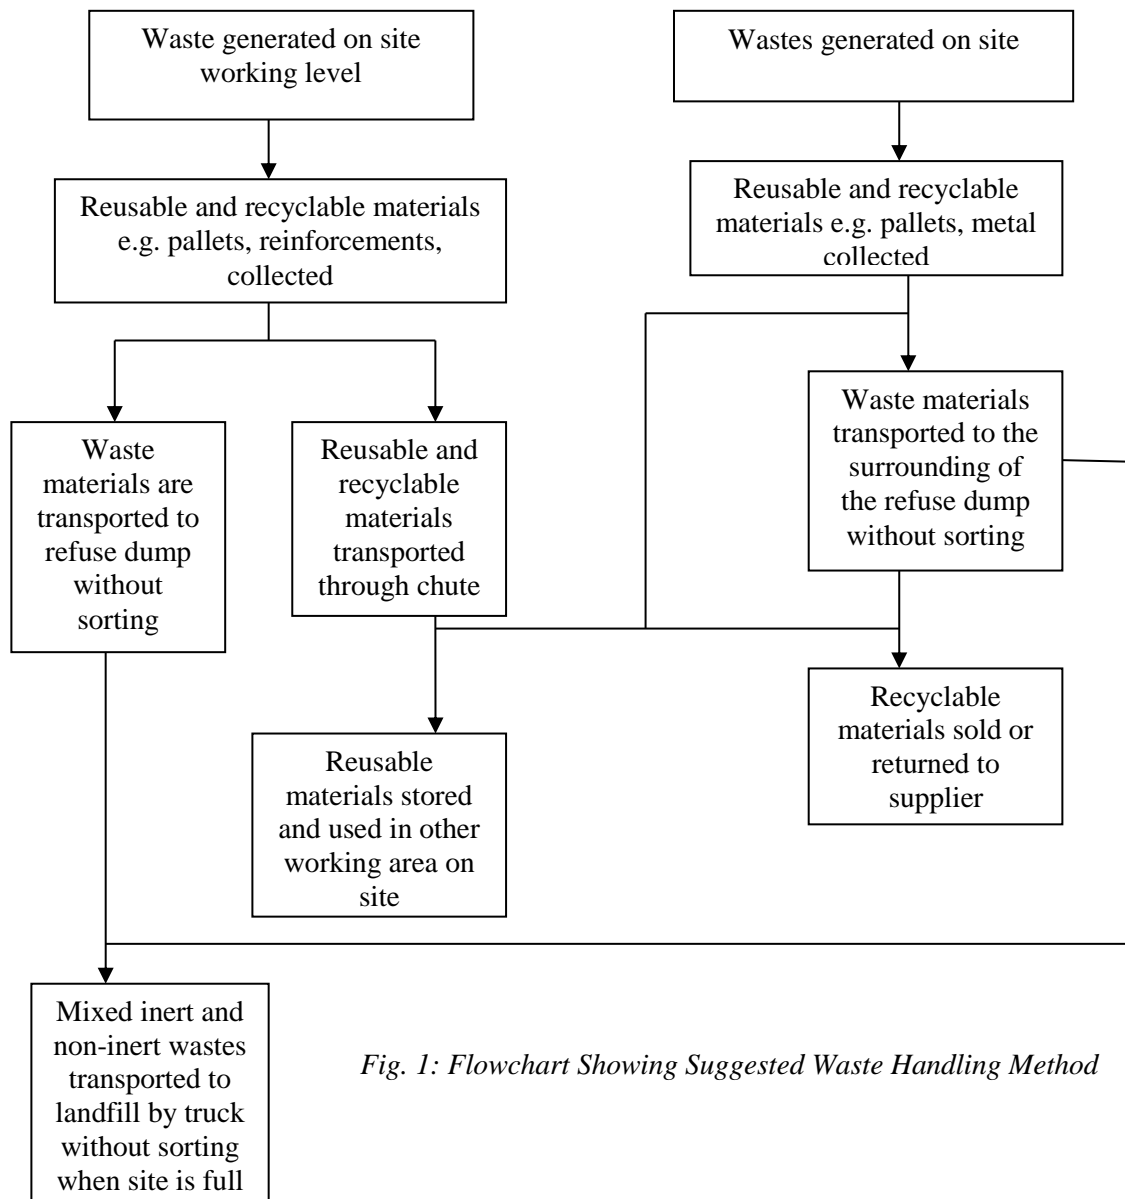 Waste generated on site
working level
Wastes generated on site
Reusable and recyclable materials
e.g. pallets, reinforcements,
collected
Reusable and recyclable
materials e.g. pallets, metal
collected
Waste
materials are
transported to
refuse dump
without
sorting
Reusable and
recyclable
materials
transported
through chute
Waste materials
transported to the
surrounding of
the refuse dump
without sorting
Reusable
materials stored
and used in other
working area on
site
Recyclable
materials sold or
returned to
supplier
Mixed inert and
non-inert wastes
transported to
landfill by truck
without sorting
when site is full
Fig. 1: Flowchart Showing Suggested Waste Handling Method